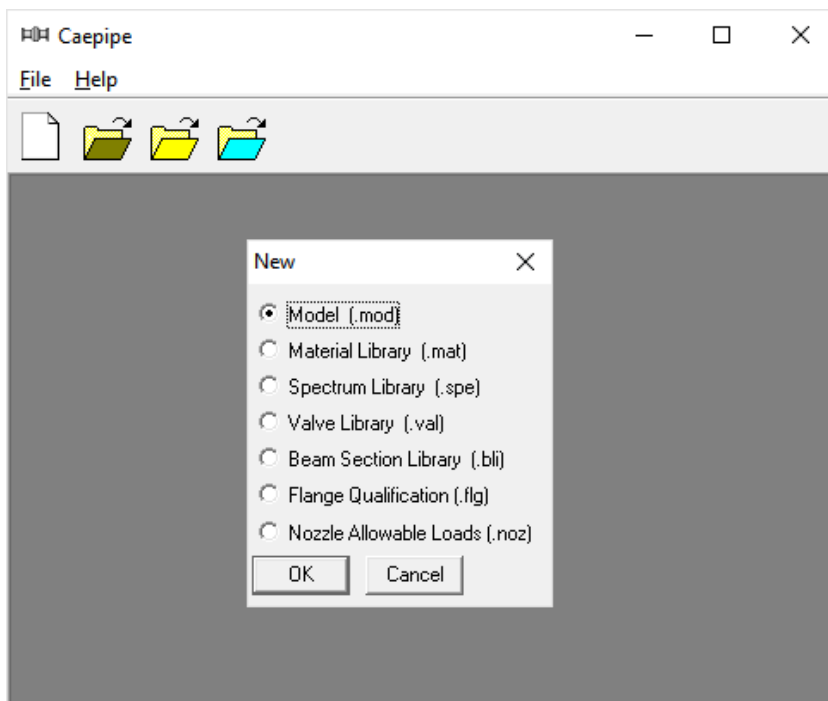 Caepipe
File Help
New
Model (.mod)
Material Library (.mat)
Spectrum Library (.spe)
Valve Library (.val)
Beam Section Library (.bli)
Flange Qualification (.flg)
Nozzle Allowable Loads (.noz)
OK Cancel